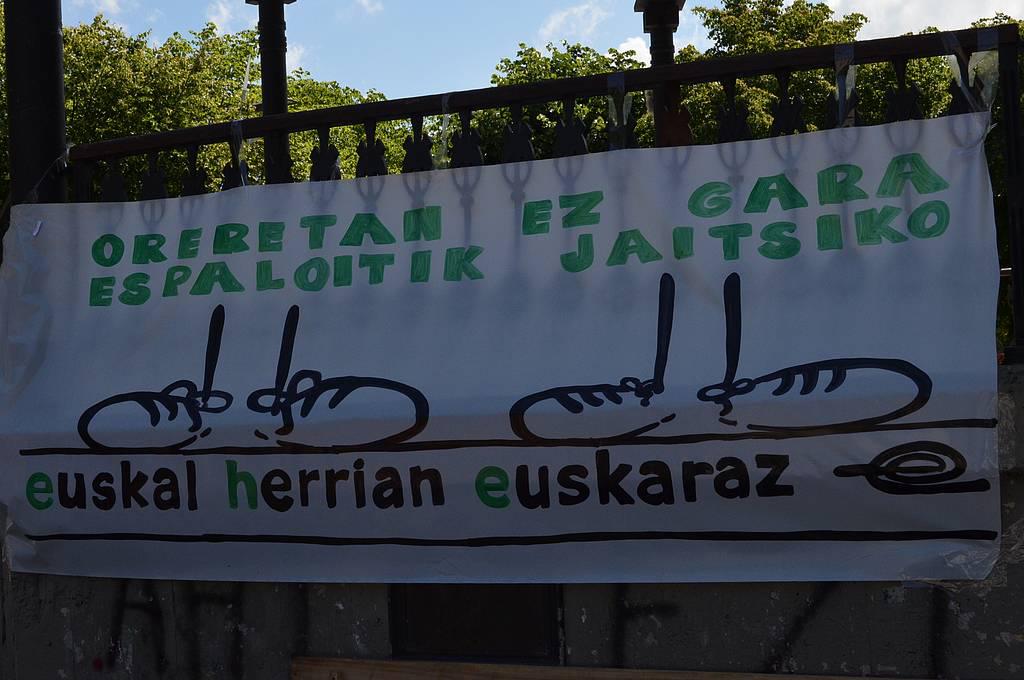 ORERETAN EZ GARA
ESPALOITIK JAITSIKO
euskal herrian euskaraz